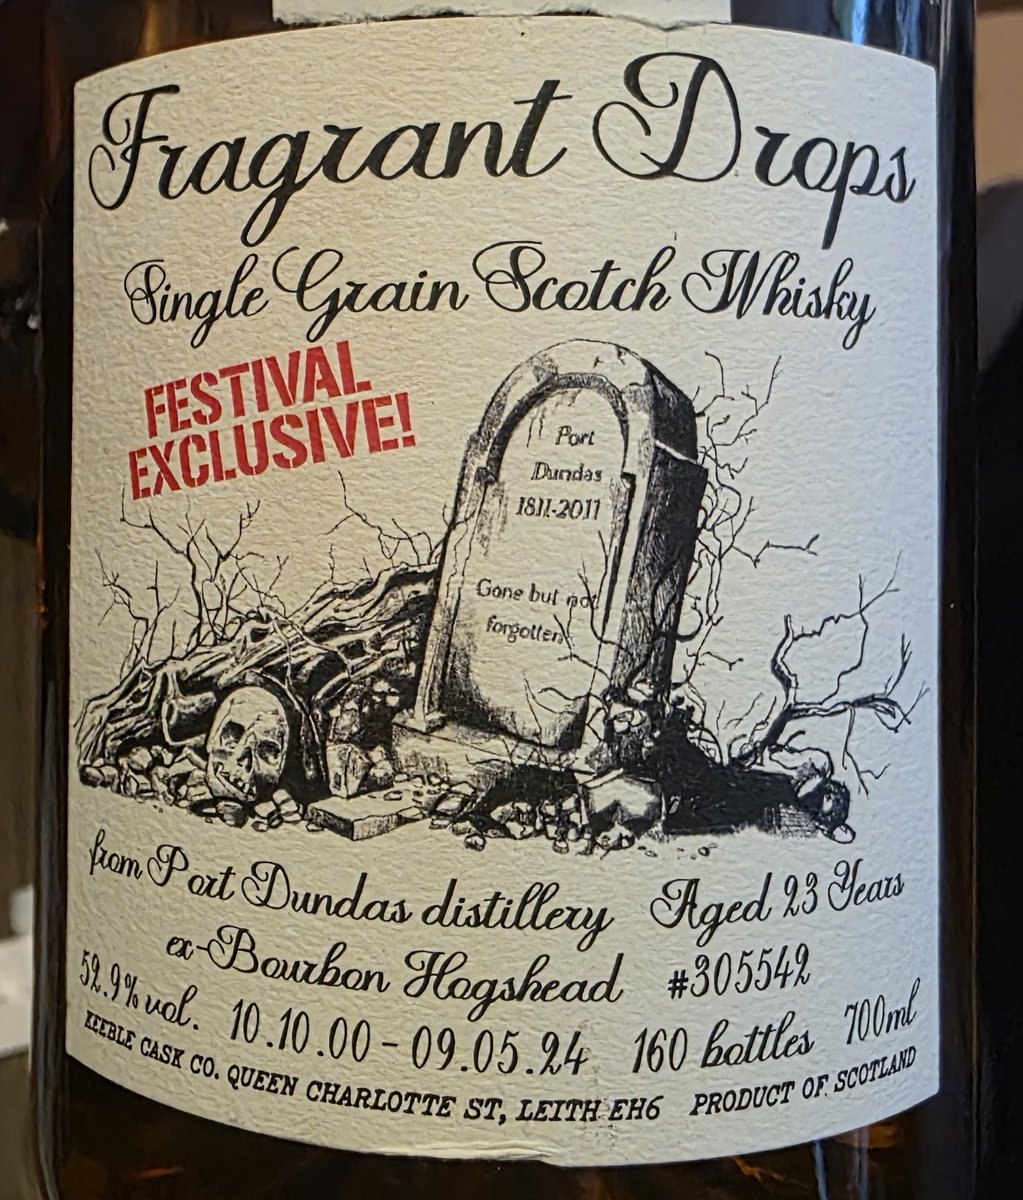 Fragrant Drops
Single Grain Scotch Whisky
FESTIVAL
EXCLUSIVE!
Port
Dundas
1811-2011
Gone but not
forgotten
from Port Dundas distillery Aged 23 Years
ex-Bourbon Hogshead #305542
52.9% vol. 10.10.00 - 09.05.24 160 bottles 700ml
KEEBLE CASK CO. QUEEN CHARLOTTE ST, LEITH EH6 PRODUCT OF SCOTLAND